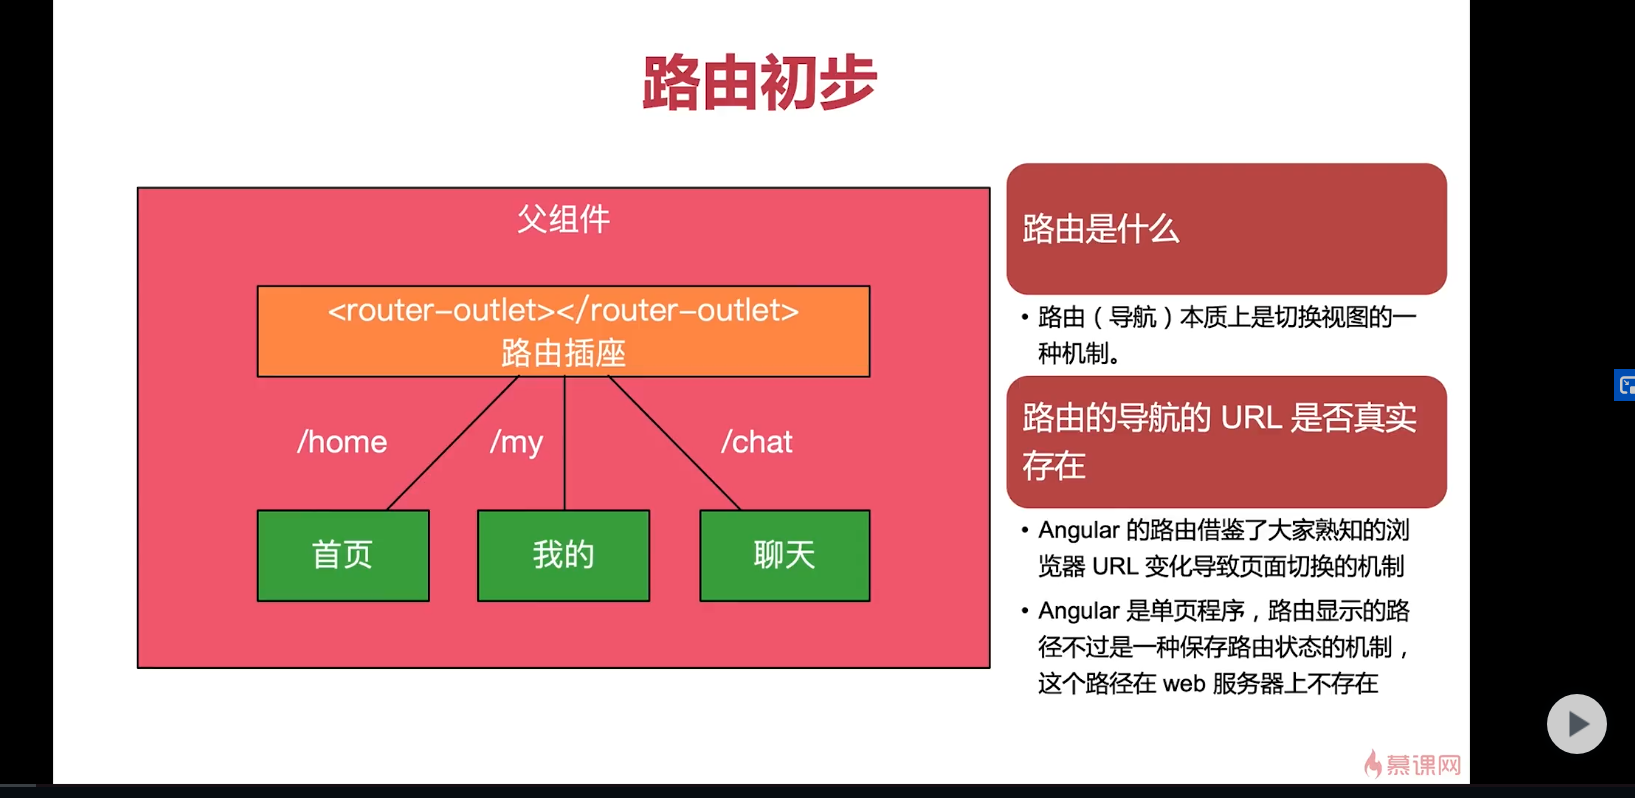 路由初步
父组件
<router-outlet></router-outlet>
路由插座
/home
/my
/chat
首页
我的
聊天
路由是什么
• 路由（导航）本质上是切换视图的一
种机制。
路由的导航的 URL 是否真实
存在
• Angular 的路由借鉴了大家熟知的浏
览器 URL 变化导致页面切换的机制
• Angular 是单页程序，路由显示的路
径不过是一种保存路由状态的机制，
这个路径在 web 服务器上不存在
慕课网